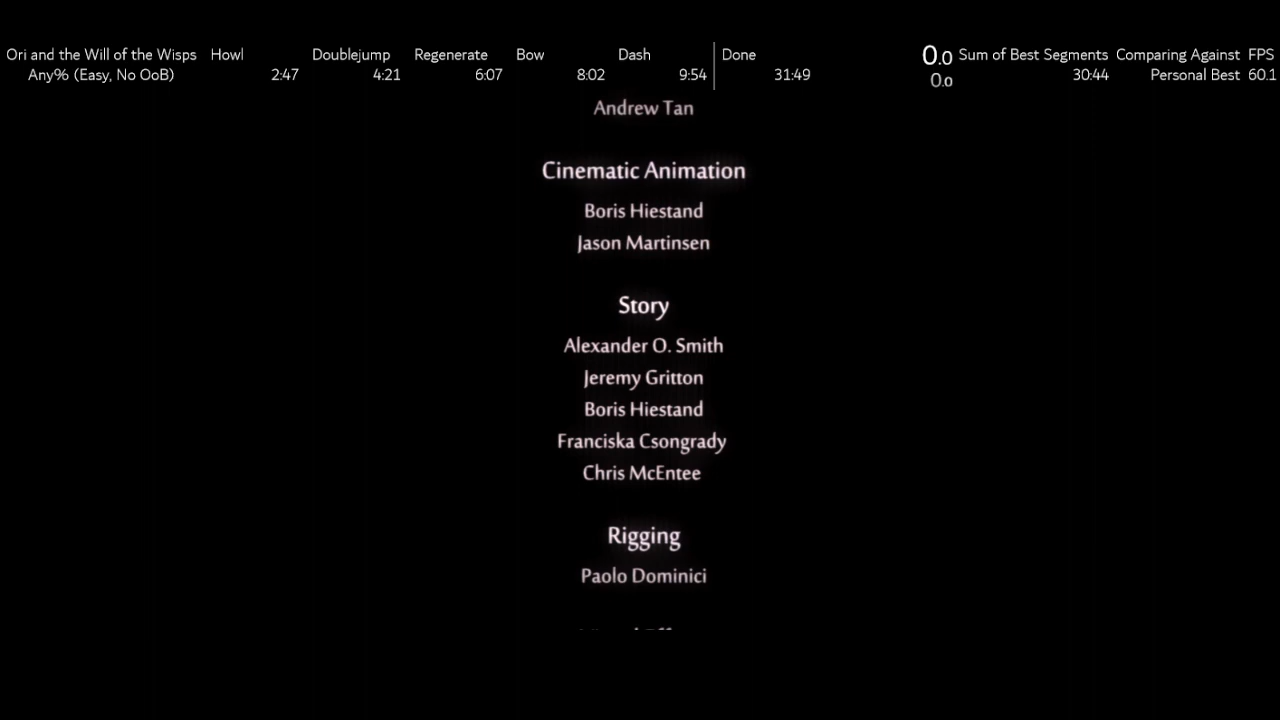 Ori and the Will of the Wisps Howl Doublejump Regenerate Bow Dash Done 0.0 Sum of Best Segments Comparing Against FPS
Any% (Easy, No OoB) 2:47 4:21 6:07 8:02 9:54 31:49 0.0 30:44 Personal Best 60.1
Andrew Tan
Cinematic Animation
Boris Hiestand
Jason Martinsen
Story
Alexander O. Smith
Jeremy Gritton
Boris Hiestand
Franciska Csongrady
Chris McEntee
Rigging
Paolo Dominici